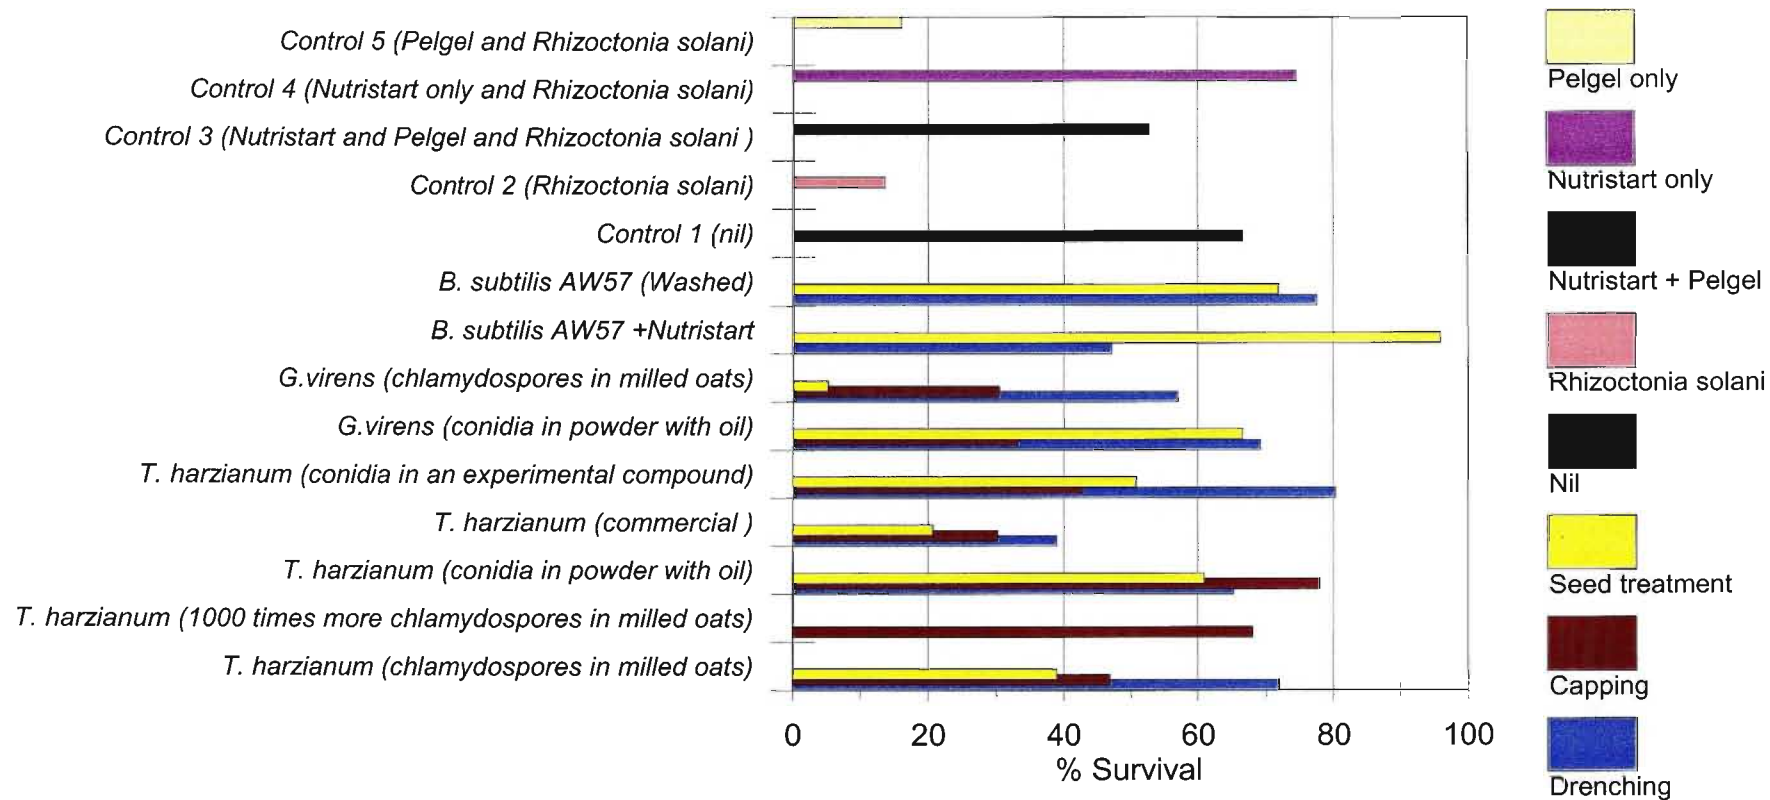 Control 5 (Pelgel and Rhizoctonia solani)
Control 4 (Nutristart only and Rhizoctonia solani)
Control 3 (Nutristart and Pelgel and Rhizoctonia solani )
Control 2 (Rhizoctonia solani)
Control 1 (nil)
B. subtilis AW57 (Washed)
B. subtilis AW57 +Nutristart
G.virens (chlamydospores in milled oats)
G.virens (conidia in powder with oil)
T. harzianum (conidia in an experimental compound)
T. harzianum (commercial )
T. harzianum (conidia in powder with oil)
T. harzianum (1000 times more chlamydospores in milled oats)
T. harzianum (chlamydospores in milled oats)
0 20 40 60 80 100
% Survival
Pelgel only
Nutristart only
Nutristart + Pelgel
Rhizoctonia solani
Nil
Seed treatment
Capping
Drenching